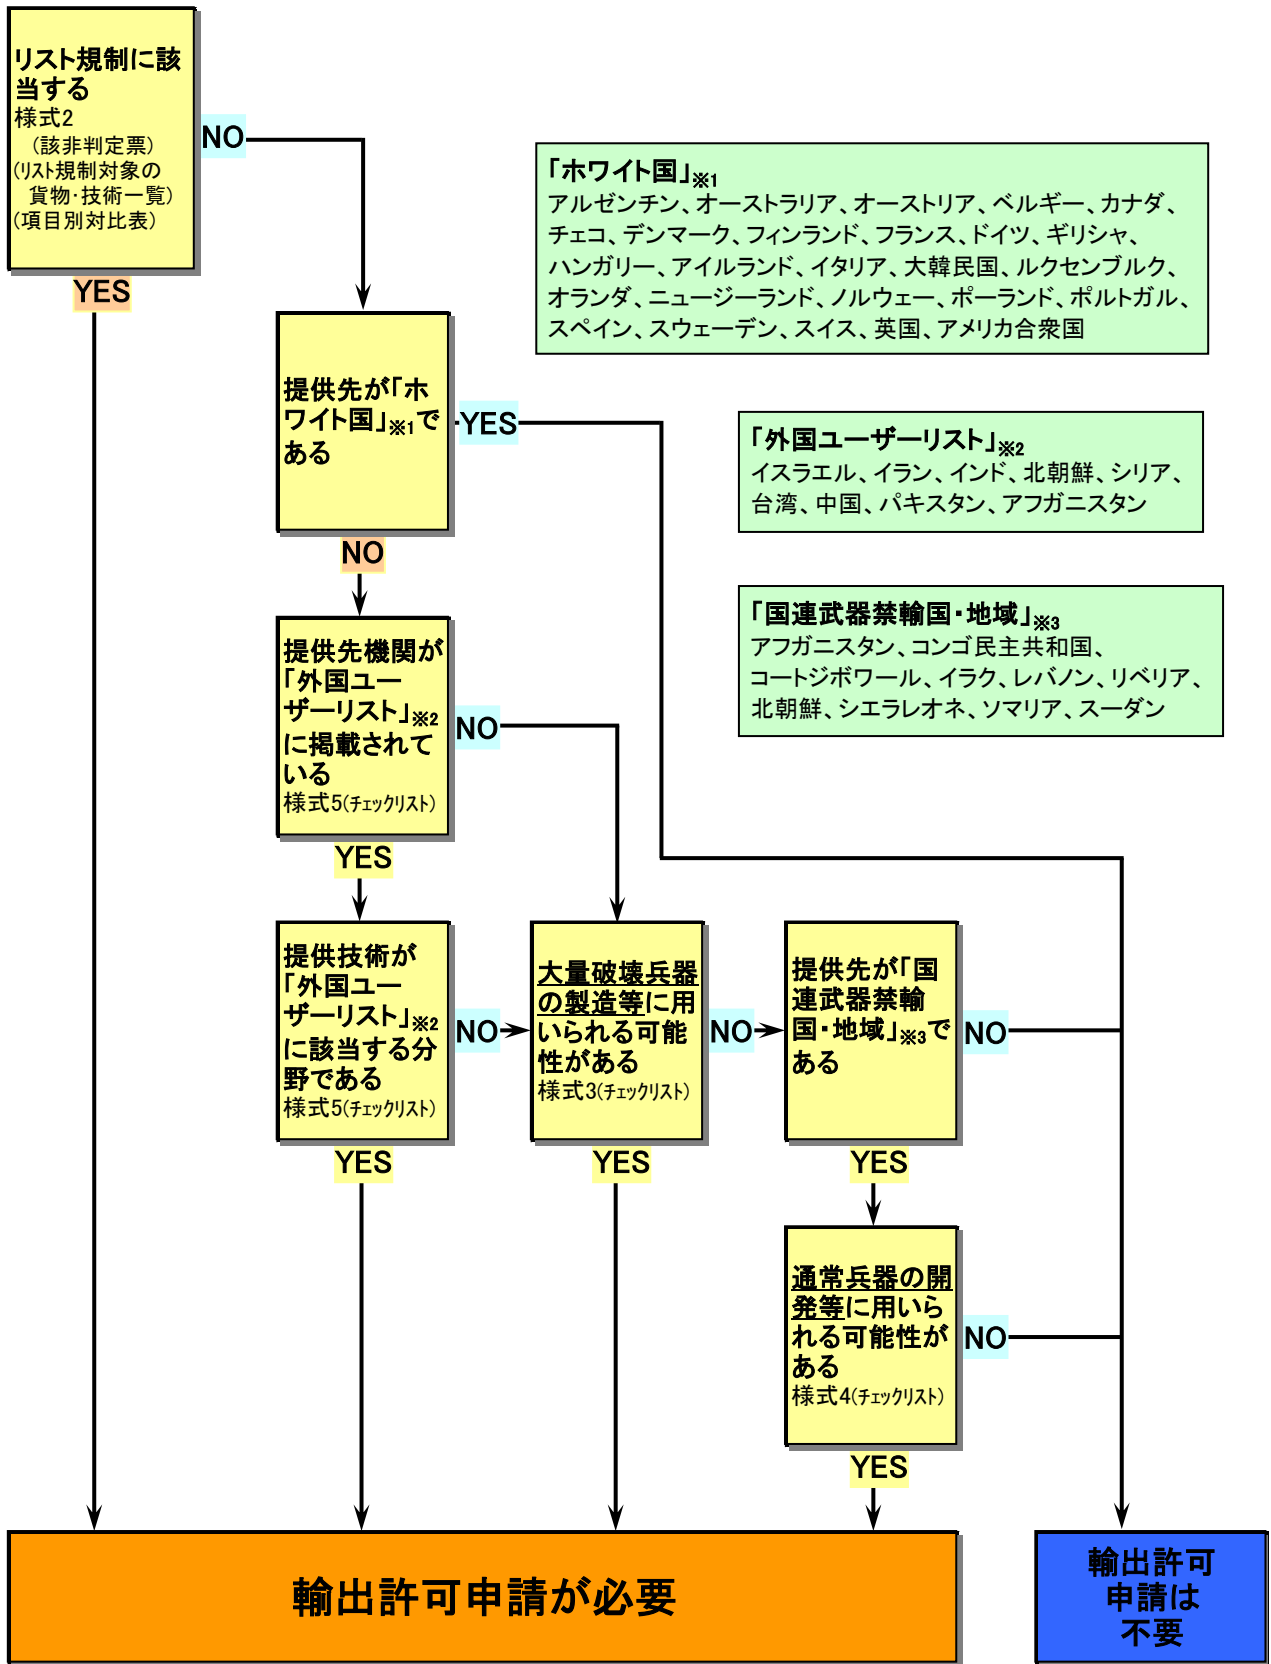 リスト規制に該
当する
様式2
(該非判定票)
(リスト規制対象の
貨物･技術一覧)
(項目別対比表)
NO
YES
「ホワイト国」※1
アルゼンチン、オーストラリア、オーストリア、ベルギー、カナダ、
チェコ、デンマーク、フィンランド、フランス、ドイツ、ギリシャ、
ハンガリー、アイルランド、イタリア、大韓民国、ルクセンブルク、
オランダ、ニュージーランド、ノルウェー、ポーランド、ポルトガル、
スペイン、スウェーデン、スイス、英国、アメリカ合衆国
提供先が「ホ
ワイト国」※1で
ある
YES
NO
「外国ユーザーリスト」※2
イスラエル、イラン、インド、北朝鮮、シリア、
台湾、中国、パキスタン、アフガニスタン
「国連武器禁輸国・地域」※3
アフガニスタン、コンゴ民主共和国、
コートジボワール、イラク、レバノン、リベリア、
北朝鮮、シエラレオネ、ソマリア、スーダン
提供先機関が
「外国ユー
ザーリスト」※2
に掲載されて
いる
様式5(チェックリスト)
NO
YES
提供技術が
「外国ユー
ザーリスト」※2
に該当する分
野である
様式5(チェックリスト)
NO
YES
大量破壊兵器
の製造等に用
いられる可能
性がある
様式3(チェックリスト)
NO
YES
提供先が「国
連武器禁輸
国・地域」※3で
ある
NO
YES
通常兵器の開
発等に用いら
れる可能性が
ある
様式4(チェックリスト)
NO
YES
輸出許可申請が必要
輸出許可
申請は
不要